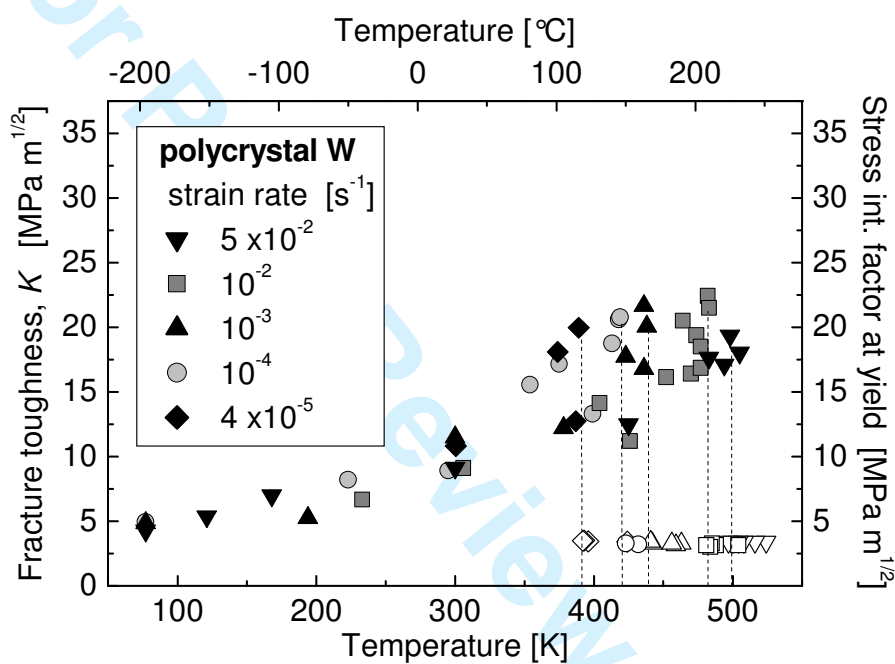 Temperature [°C]
-200 -100 0 100 200
Fracture toughness, K [MPa m^1/2]
35
30
25
20
15
10
5
0
polycrystal W
strain rate [s^-1]
5 x10^-2
10^-2
10^-3
10^-4
4 x10^-5
35
30
25
20
15
10
5
0
Stress int. factor at yield [MPa m^1/2]
100 200 300 400 500
Temperature [K]
or Peer Review